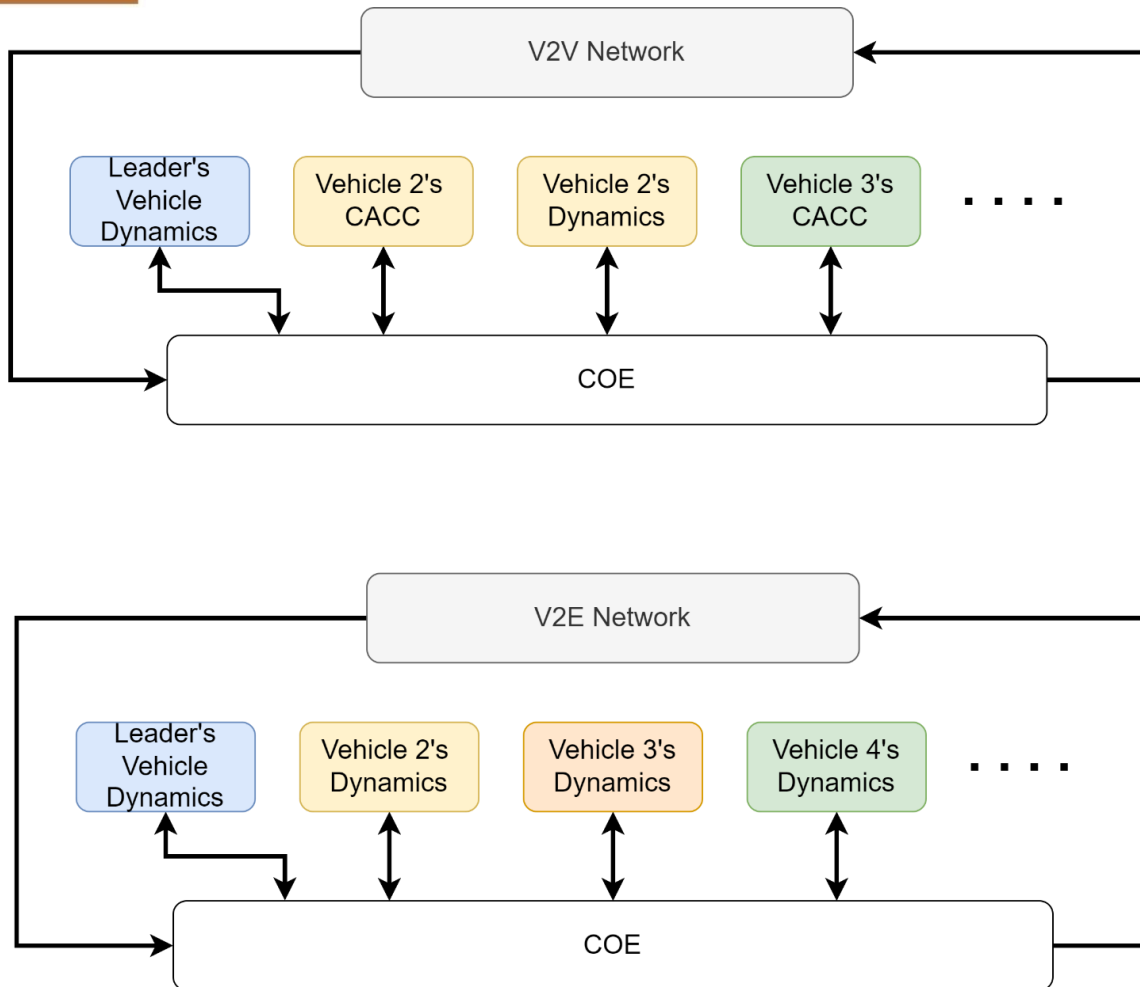 V2V Network
Leader's
Vehicle
Dynamics
Vehicle 2's
CACC
Vehicle 2's
Dynamics
Vehicle 3's
CACC
. . . .
COE
V2E Network
Leader's
Vehicle
Dynamics
Vehicle 2's
Dynamics
Vehicle 3's
Dynamics
Vehicle 4's
Dynamics
. . . .
COE